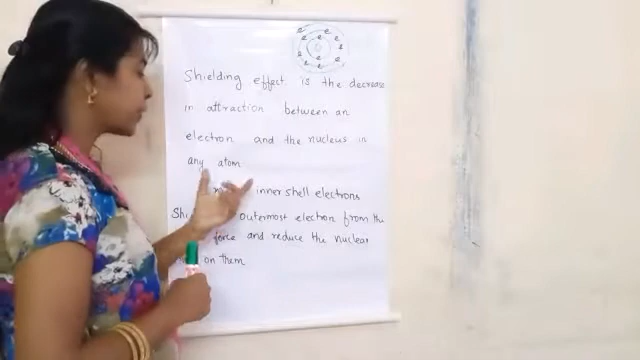 e e e e e e e e e e
Shielding effect is the decrease
in attraction between an
electron and the nucleus in
any atom
inner shell electrons
outermost electron from the
force and reduce the nuclear
on them